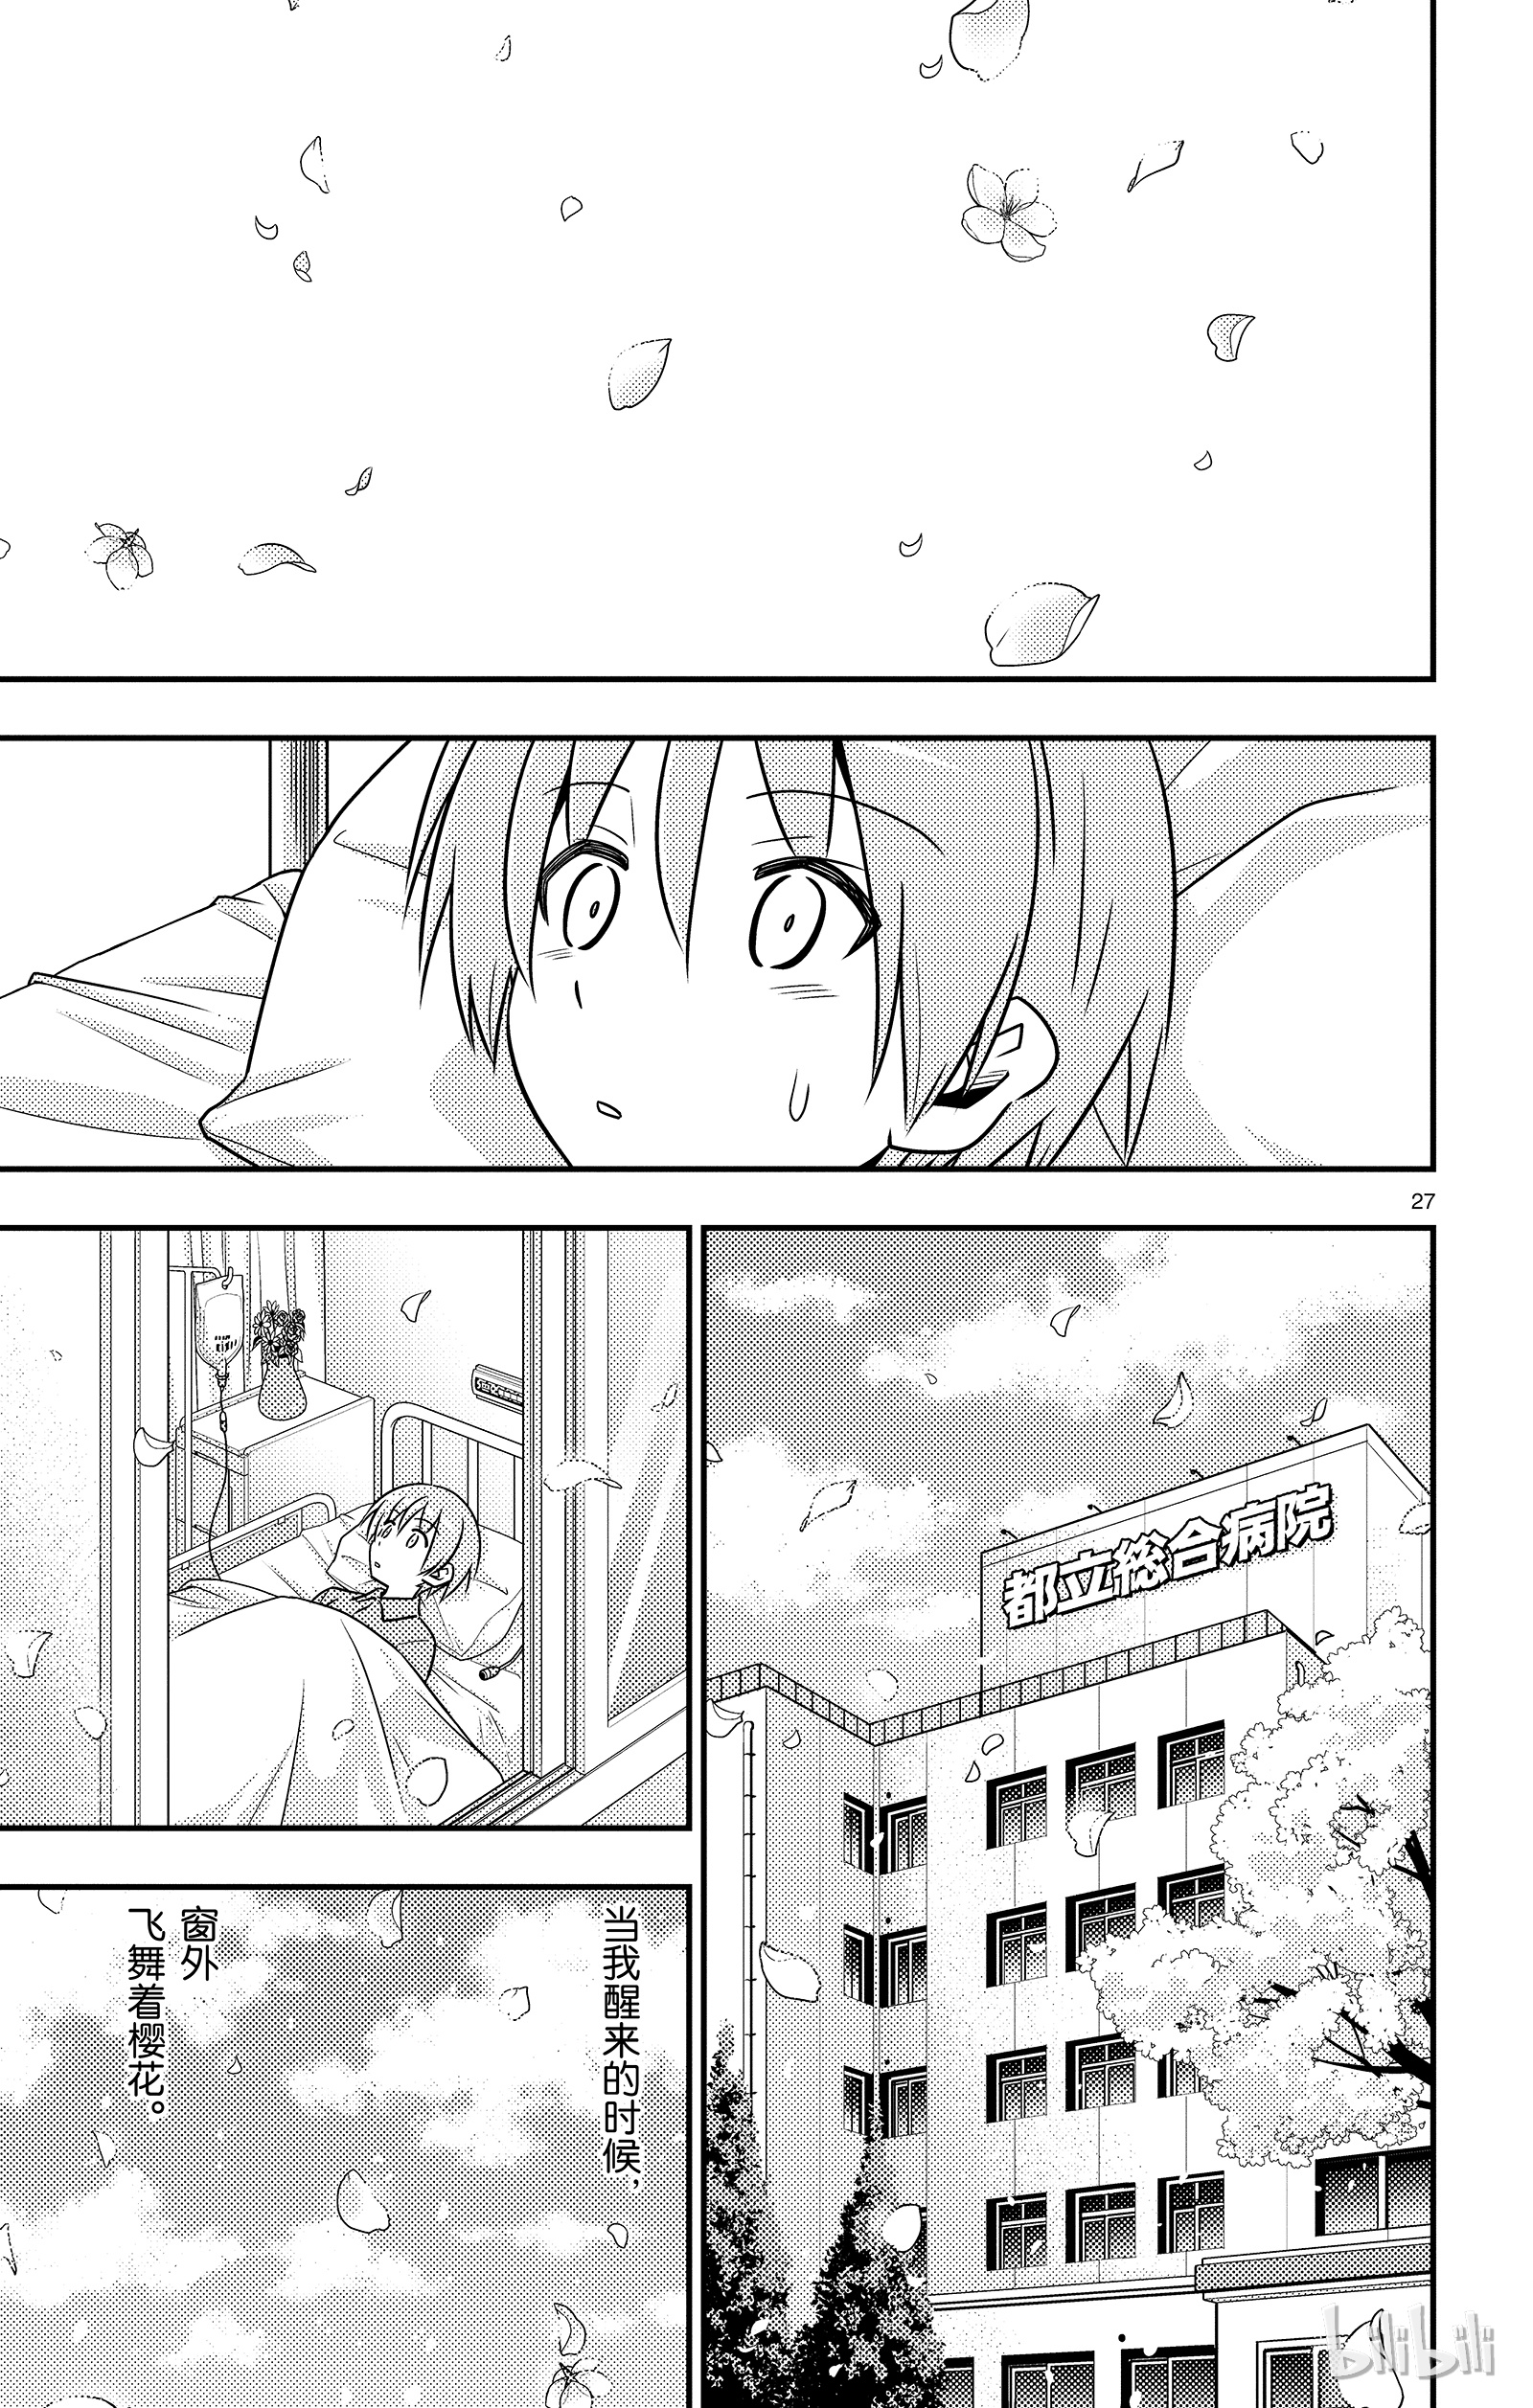 27
都立総合病院
当我醒来的时候，
窗外
飞舞着樱花。
bilibili